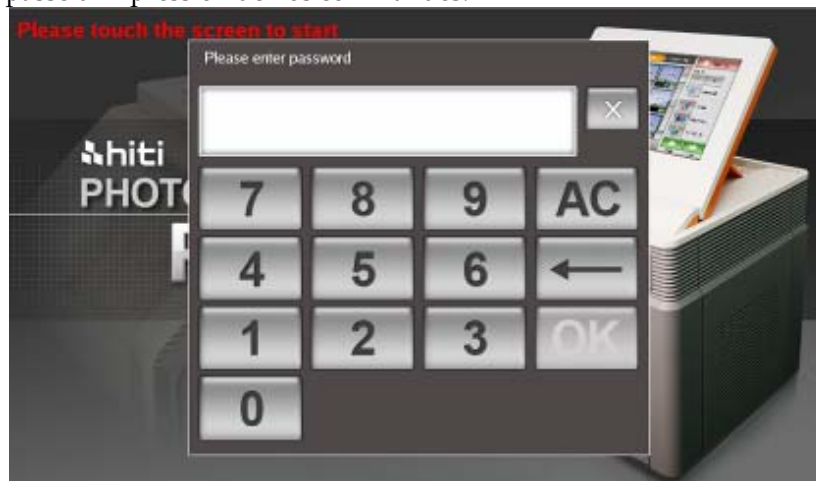 Please touch the screen to start
Please enter password
X
hiti
PHOTO
7 8 9 AC
4 5 6 ←
1 2 3 OK
0